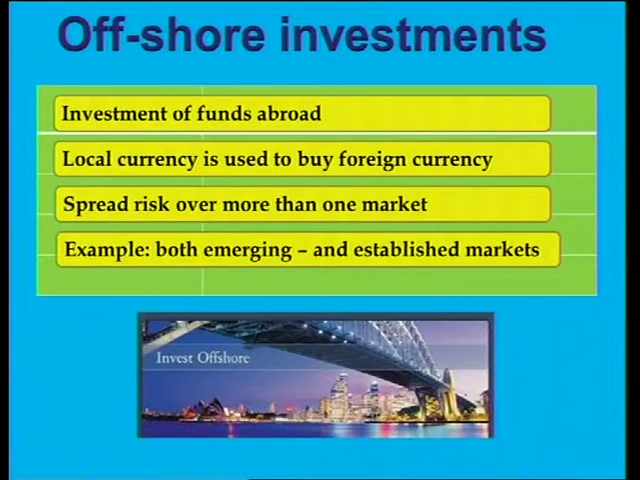 Off-shore investments
Investment of funds abroad
Local currency is used to buy foreign currency
Spread risk over more than one market
Example: both emerging – and established markets
Invest Offshore